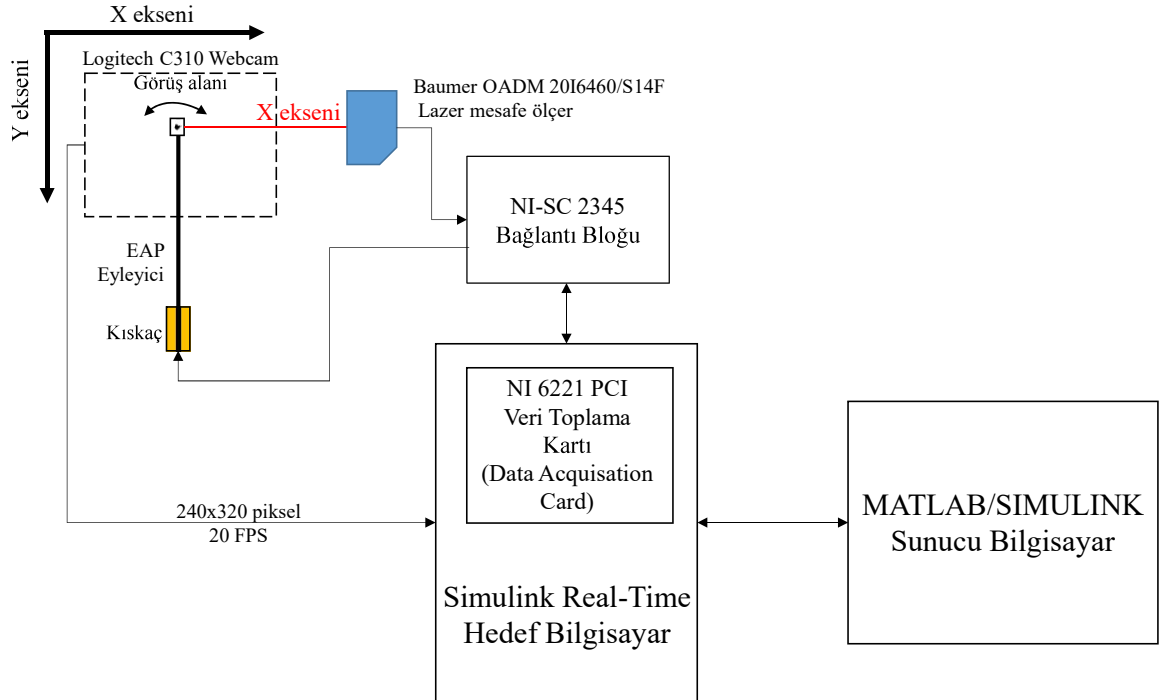 X ekseni
Y ekseni
Logitech C310 Webcam
Görüş alanı
X ekseni
Baumer OADM 20I6460/S14F
Lazer mesafe ölçer
NI-SC 2345
Bağlantı Bloğu
EAP
Eyleyici
Kıskaç
NI 6221 PCI
Veri Toplama
Kartı
(Data Acquisation
Card)
240x320 piksel
20 FPS
MATLAB/SIMULINK
Sunucu Bilgisayar
Simulink Real-Time
Hedef Bilgisayar